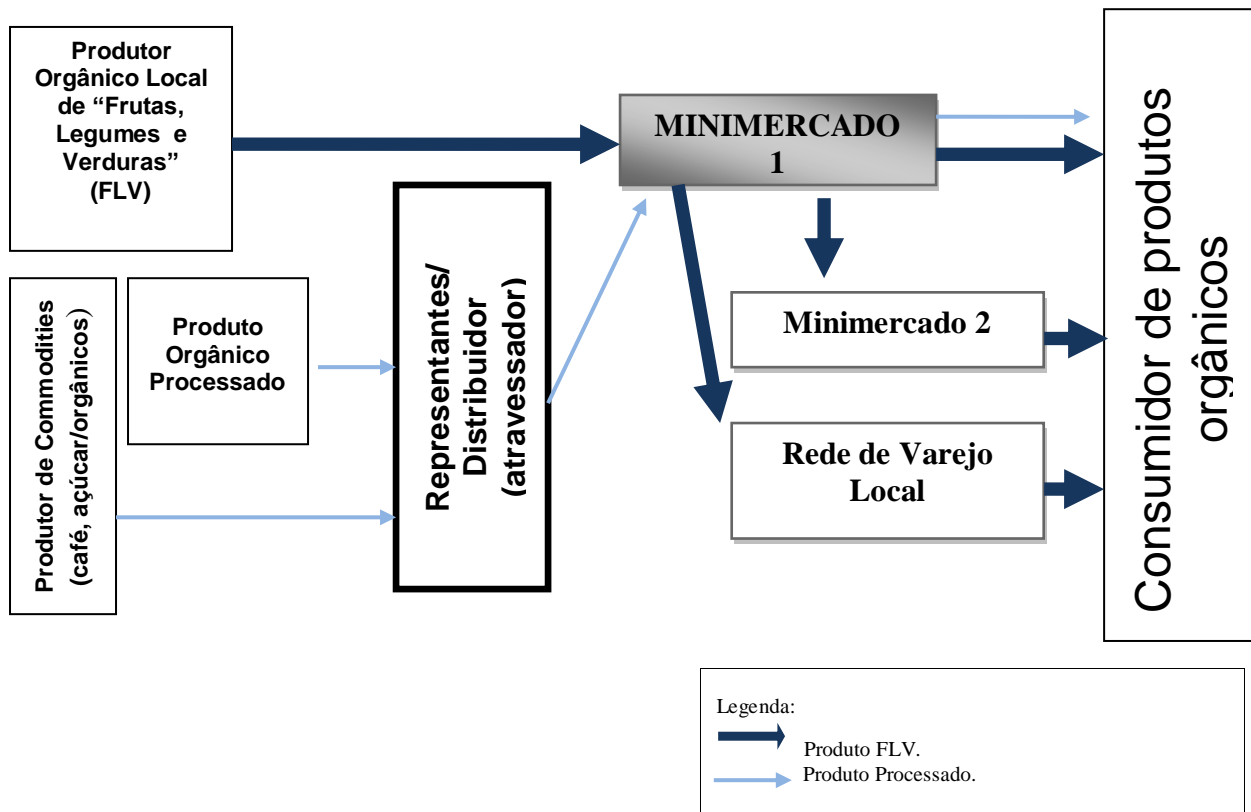 Produtor
Orgânico Local
de “Frutas,
Legumes e
Verduras”
(FLV)
MINIMERCADO
1
Produtor de Commodities
(café, açúcar/orgânicos)
Produto
Orgânico
Processado
Representantes/
Distribuidor
(atravessador)
Minimercado 2
Rede de Varejo
Local
Consumidor de produtos
orgânicos
Legenda:
Produto FLV.
Produto Processado.